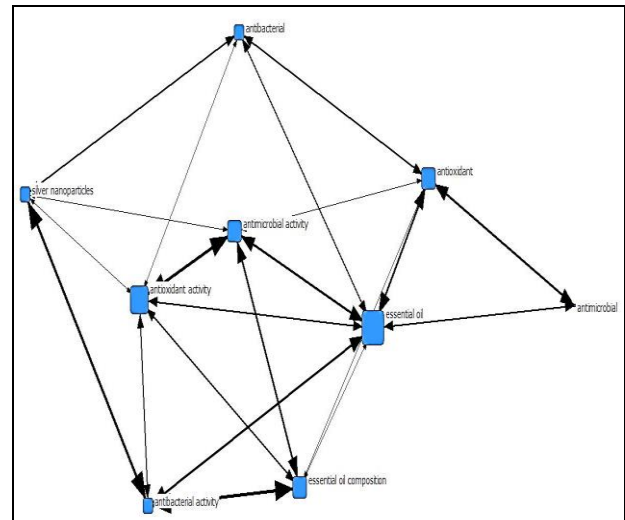 antibacterial
antioxidant
silver nanoparticles
antimicrobial activity
antioxidant activity
essential oil
antimicrobial
essential oil composition
antibacterial activity